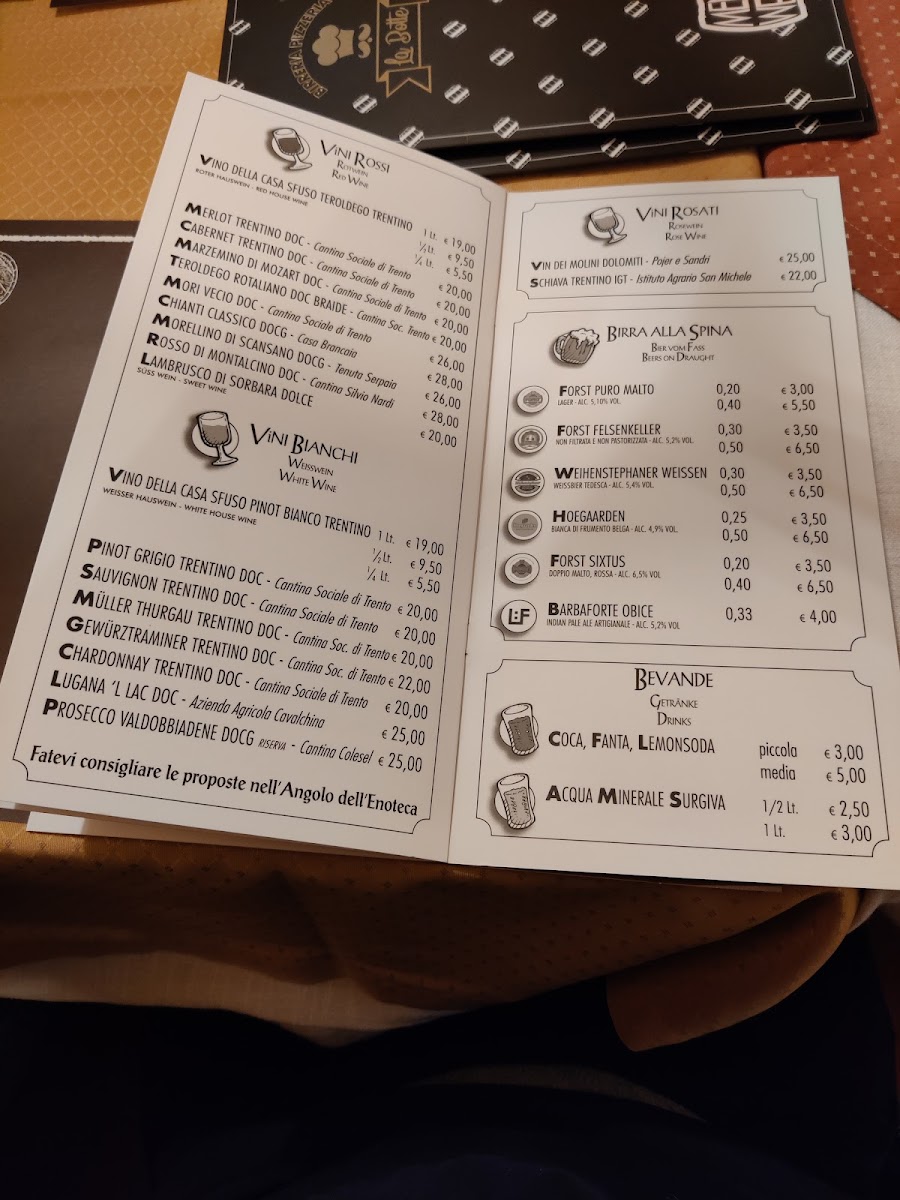 BIRRERIA PIZZERIA
La Botte
VINI ROSSI
ROTWEIN
RED WINE
VINO DELLA CASA SFUSO TEROLDEGO TRENTINO 1 Lt. € 19,00
ROTER HAUSWEIN - RED HOUSE WINE ½ Lt. € 9,50
¼ Lt. € 5,50
MERLOT TRENTINO DOC - Cantina Sociale di Trento € 20,00
CABERNET TRENTINO DOC - Cantina Sociale di Trento € 20,00
MARZEMINO DI MOZART DOC - Cantina Sociale di Trento € 20,00
TEROLDEGO ROTALIANO DOC BRAIDE - Cantina Soc. Trento € 20,00
MORI VECIO DOC - Cantina Sociale di Trento € 26,00
CHIANTI CLASSICO DOCG - Casa Brancaia € 28,00
MORELLINO DI SCANSANO DOCG - Tenuta Serpaia € 26,00
ROSSO DI MONTALCINO DOC - Cantina Silvio Nardi € 28,00
LAMBRUSCO DI SORBARA DOLCE € 20,00
SÜSS WEIN - SWEET WINE
VINI BIANCHI
WEISSWEIN
WHITE WINE
VINO DELLA CASA SFUSO PINOT BIANCO TRENTINO 1 Lt. € 19,00
WEISSER HAUSWEIN - WHITE HOUSE WINE ½ Lt. € 9,50
¼ Lt. € 5,50
PINOT GRIGIO TRENTINO DOC - Cantina Sociale di Trento € 20,00
SAUVIGNON TRENTINO DOC - Cantina Sociale di Trento € 20,00
MÜLLER THURGAU TRENTINO DOC - Cantina Soc. di Trento € 20,00
GEWÜRZTRAMINER TRENTINO DOC - Cantina Soc. di Trento € 22,00
CHARDONNAY TRENTINO DOC - Cantina Sociale di Trento € 20,00
LUGANA 'L LAC DOC - Azienda Agricola Cavalchina € 25,00
PROSECCO VALDOBBIADENE DOCG RISERVA - Cantina Colesel € 25,00
Fatevi consigliare le proposte nell'Angolo dell'Enoteca
VINI ROSATI
ROSEWEIN
ROSE WINE
VIN DEI MOLINI DOLOMITI - Pojer e Sandri € 25,00
SCHIAVA TRENTINO IGT - Istituto Agrario San Michele € 22,00
BIRRA ALLA SPINA
BIER VOM FASS
BEERS ON DRAUGHT
FORST PURO MALTO 0,20 € 3,00
LAGER - ALC. 5,10% VOL. 0,40 € 5,50
FORST FELSENKELLER 0,30 € 3,50
NON FILTRATA E NON PASTORIZZATA - ALC. 5,2% VOL. 0,50 € 6,50
WEIHENSTEPHANER WEISSEN 0,30 € 3,50
WEISSBIER TEDESCA - ALC. 5,4% VOL. 0,50 € 6,50
HOEGAARDEN 0,25 € 3,50
BIANCA DI FRUMENTO BELGA - ALC. 4,9% VOL. 0,50 € 6,50
FORST SIXTUS 0,20 € 3,50
DOPPIO MALTO, ROSSA - ALC. 6,5% VOL. 0,40 € 6,50
L:F
BARBAFORTE OBICE 0,33 € 4,00
INDIAN PALE ALE ARTIGIANALE - ALC. 5,2% VOL
BEVANDE
GETRÄNKE
DRINKS
COCA, FANTA, LEMONSODA piccola € 3,00
media € 5,00
ACQUA MINERALE SURGIVA 1/2 Lt. € 2,50
1 Lt. € 3,00